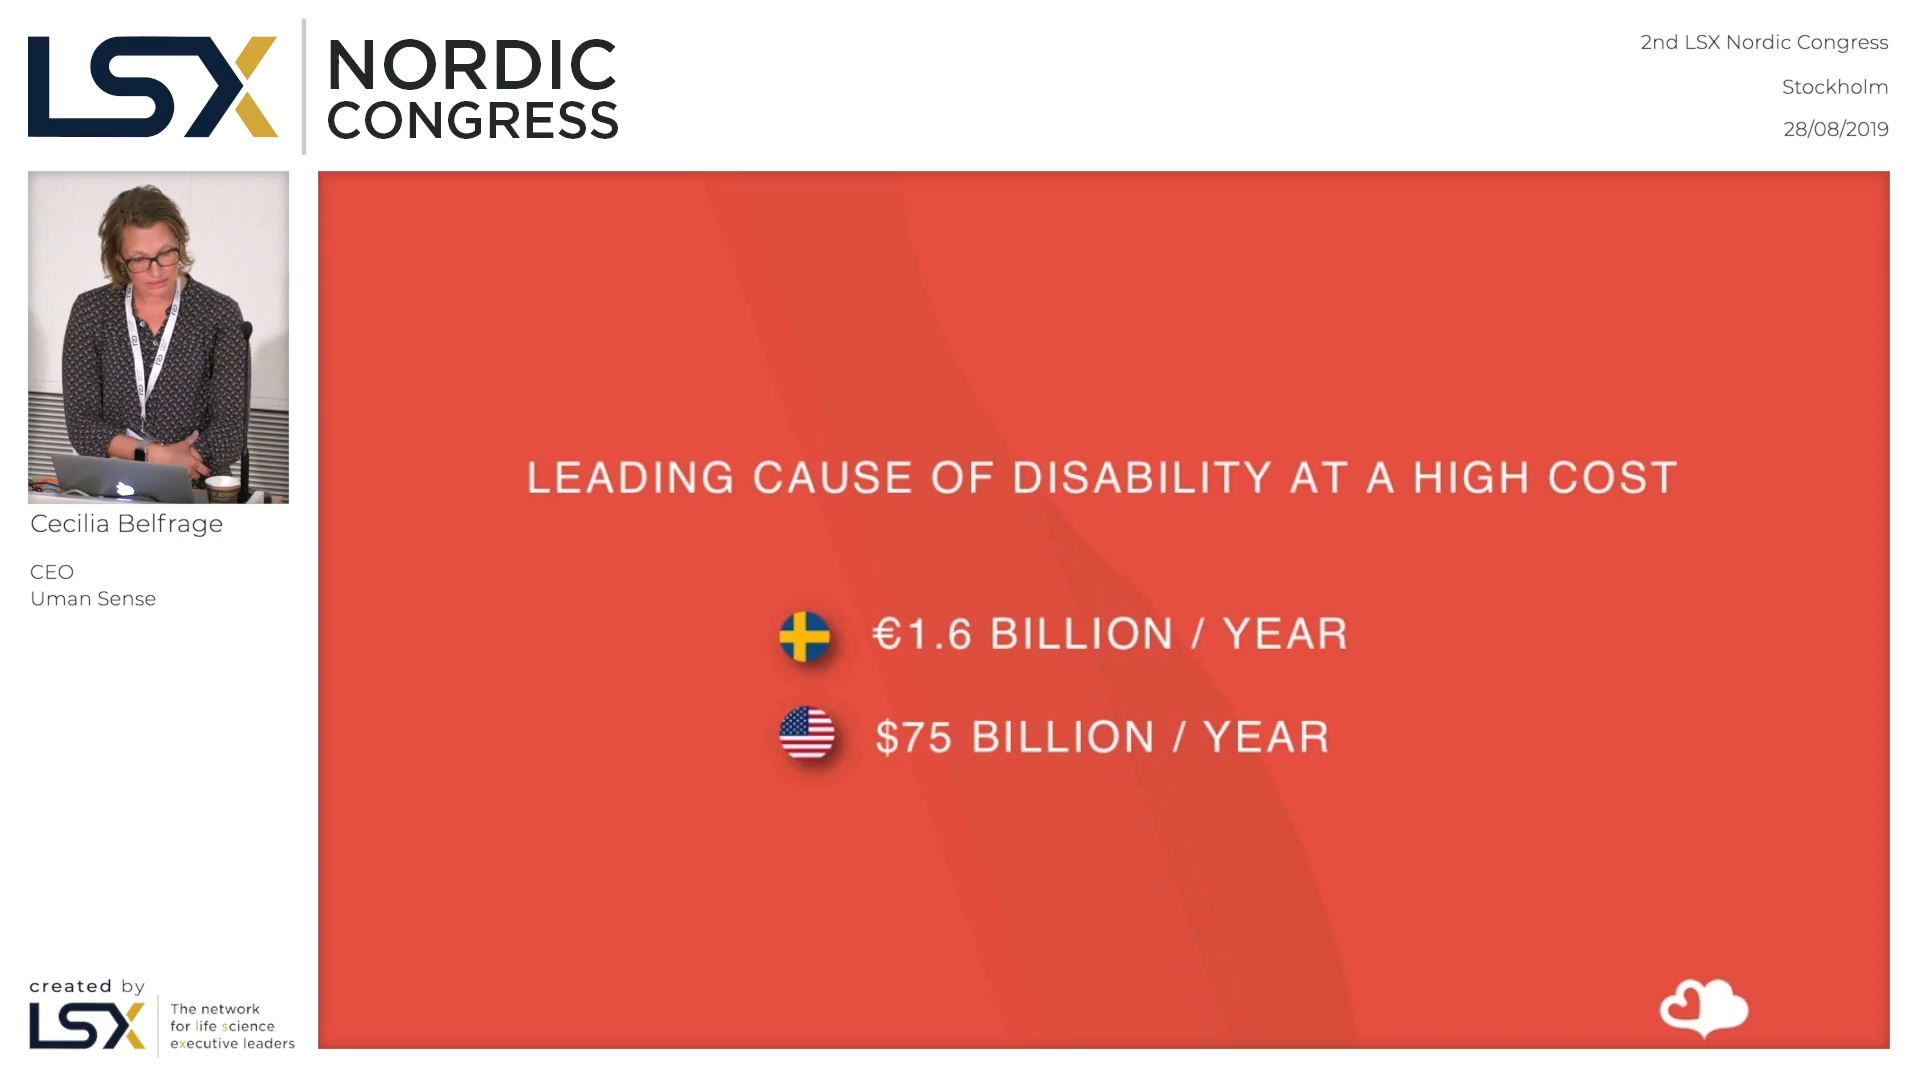 LSX
NORDIC
CONGRESS
2nd LSX Nordic Congress
Stockholm
28/08/2019
Cecilia Belfrage
CEO
Uman Sense
LEADING CAUSE OF DISABILITY AT A HIGH COST
€1.6 BILLION / YEAR
$75 BILLION / YEAR
created by
LSX
The network
for life science
executive leaders